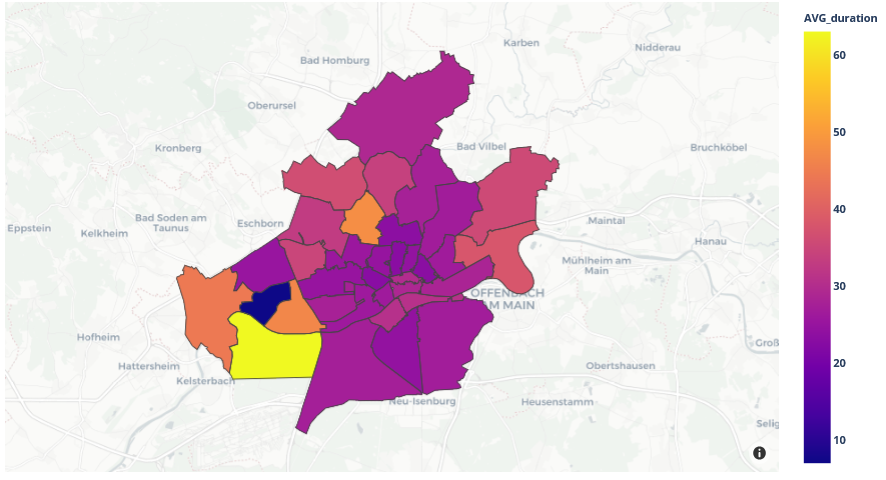 AVG_duration
60
50
40
30
20
10
Karben
Nidderau
Bad Homburg
Oberursel
Kronberg
Bad Vilbel
Bruchköbel
Eppstein
Kelkheim
Bad Soden am
Taunus
Eschborn
Maintal
Hanau
Mühlheim am
Main
OFFENBACH
AM MAIN
Hofheim
Hattersheim
Kelsterbach
Neu-Isenburg
Heusenstamm
Obertshausen
Groß
Selig
i